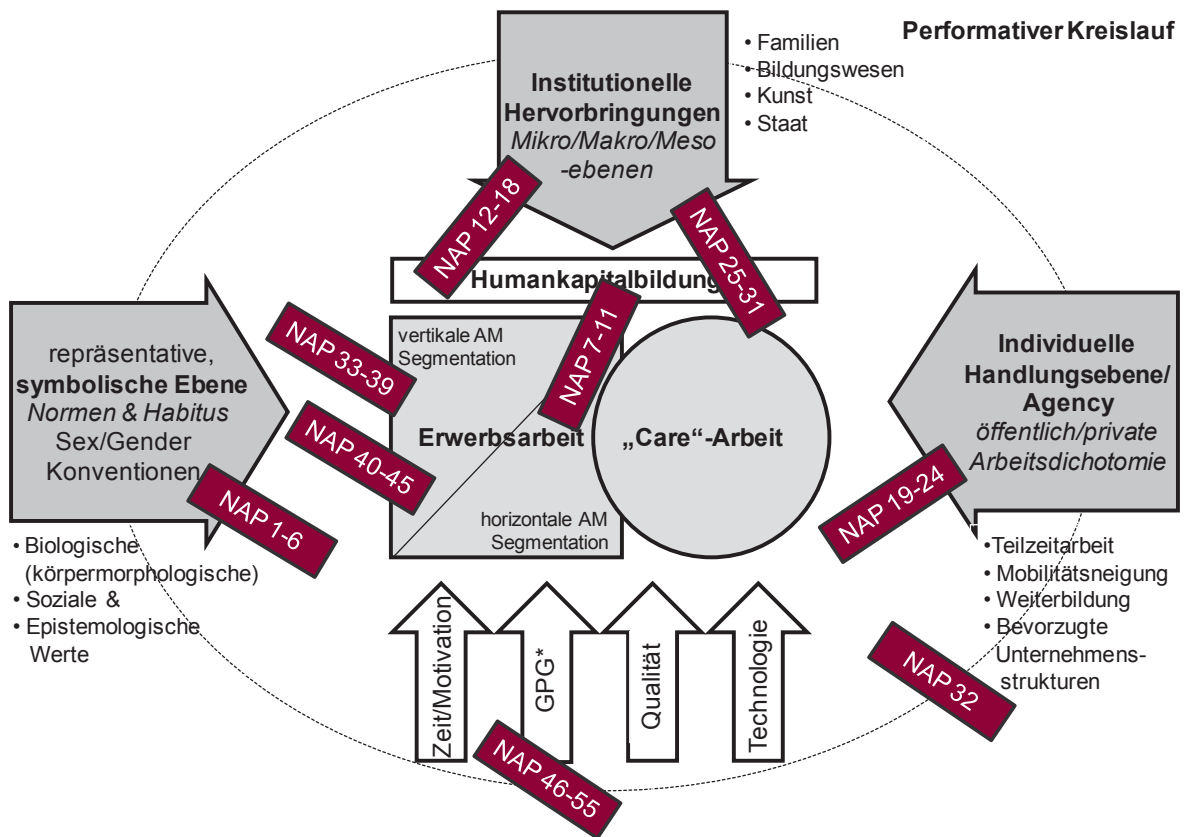 Performativer Kreislauf
Institutionelle
Hervorbringungen
Mikro/Makro/Meso
-ebenen
• Familien
• Bildungswesen
• Kunst
• Staat
NAP 12-18
NAP 25-31
Humankapitalbildung
repräsentative,
symbolische Ebene
Normen & Habitus
Sex/Gender
Konventionen
NAP 1-6
• Biologische
(körpermorphologische)
• Soziale &
• Epistemologische
Werte
NAP 33-39
NAP 40-45
vertikale AM
Segmentation
NAP 7-11
Erwerbsarbeit
horizontale AM
Segmentation
„Care"-Arbeit
Individuelle
Handlungsebene/
Agency
öffentlich/private
Arbeitsdichotomie
NAP 19-24
•Teilzeitarbeit
• Mobilitätsneigung
• Weiterbildung
• Bevorzugte
Unternehmens-
strukturen
NAP 32
Zeit/Motivation
GPG*
Qualität
Technologie
NAP 46-55